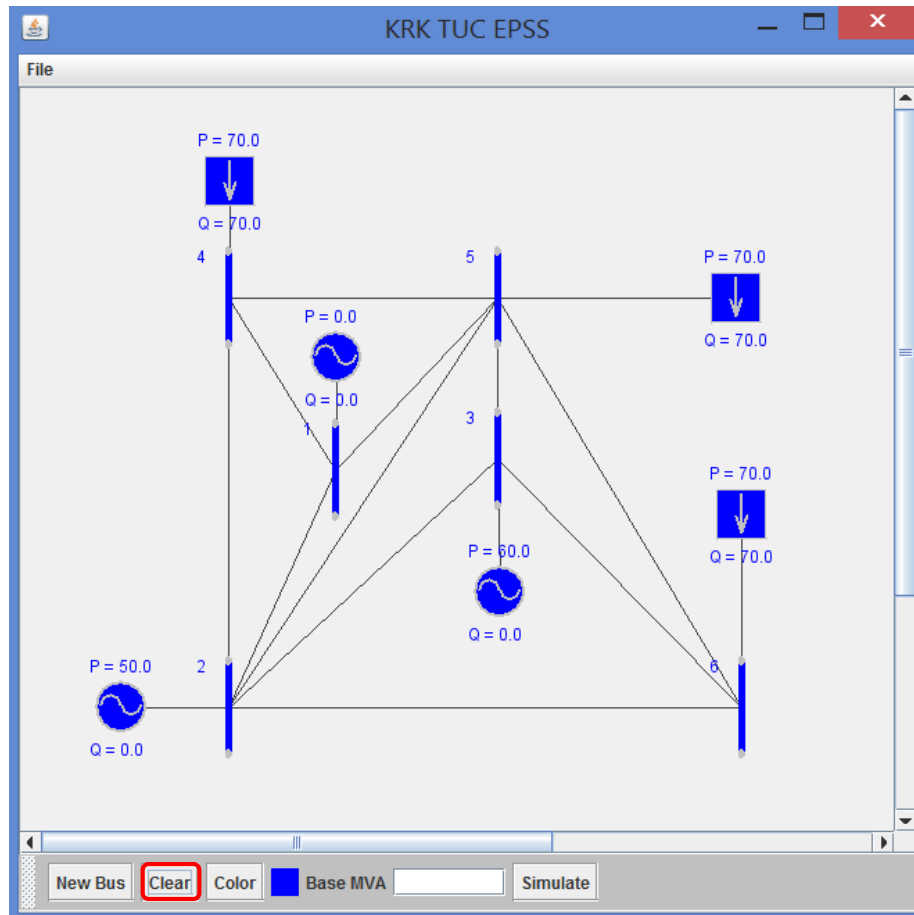 KRK TUC EPSS
File
P = 70.0
Q = 70.0
4
5
P = 70.0
Q = 70.0
P = 0.0
Q = 0.0
1
3
P = 70.0
Q = 70.0
P = 60.0
Q = 0.0
P = 50.0
2
6
Q = 0.0
New Bus Clear Color Base MVA Simulate